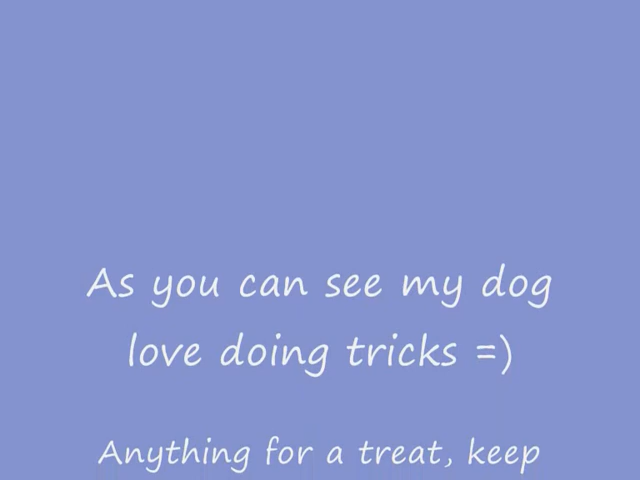 As you can see my dog
love doing tricks =)
Anything for a treat, keep